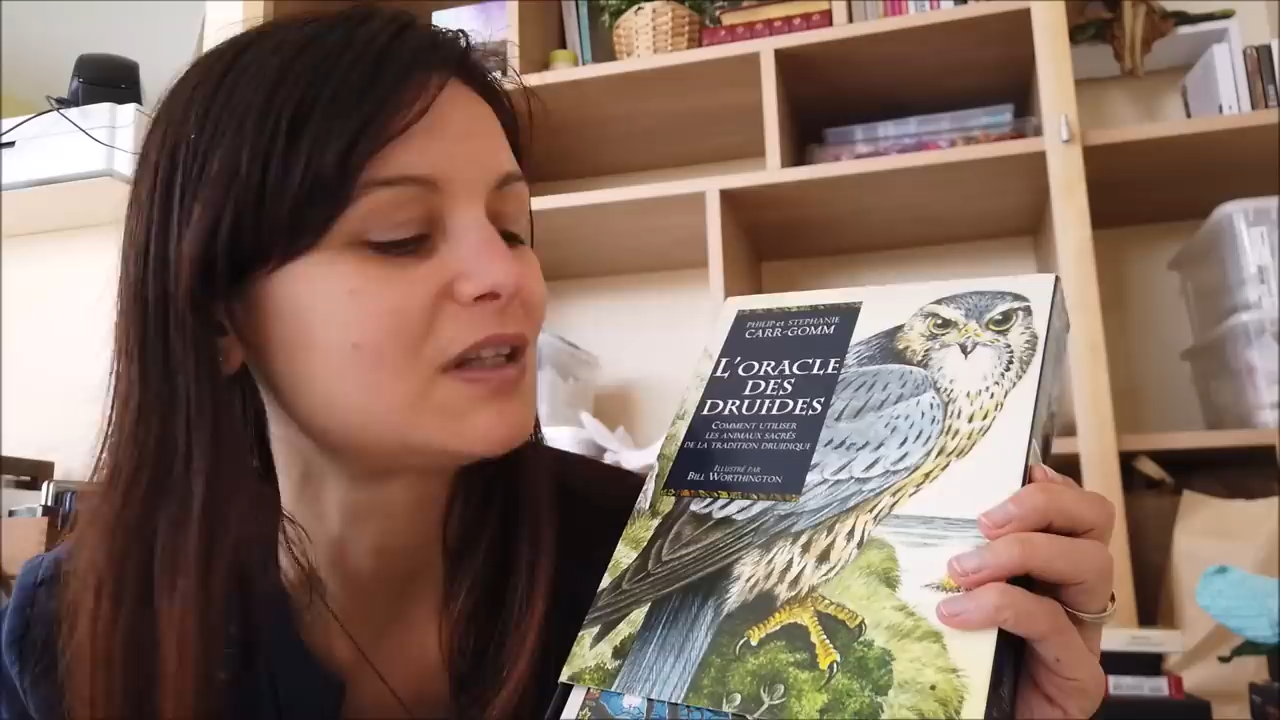 PHILIP et STEPHANIE
CARR-GOMM
L'ORACLE
DES
DRUIDES
COMMENT UTILISER
LES ANIMAUX SACRÉS
DE LA TRADITION DRUIDIQUE
ILLUSTRÉ PAR
BILL WORTHINGTON